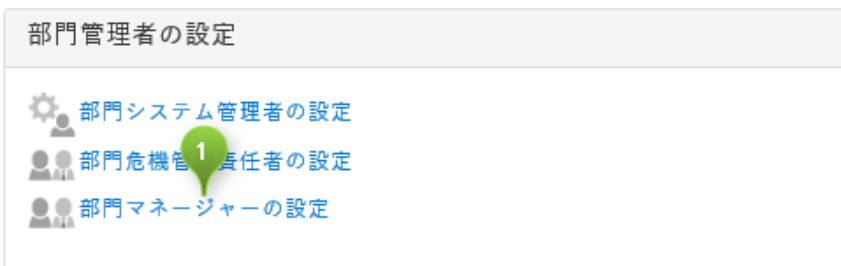 部門管理者の設定
部門システム管理者の設定
部門危機管 責任者の設定
1
部門マネージャーの設定